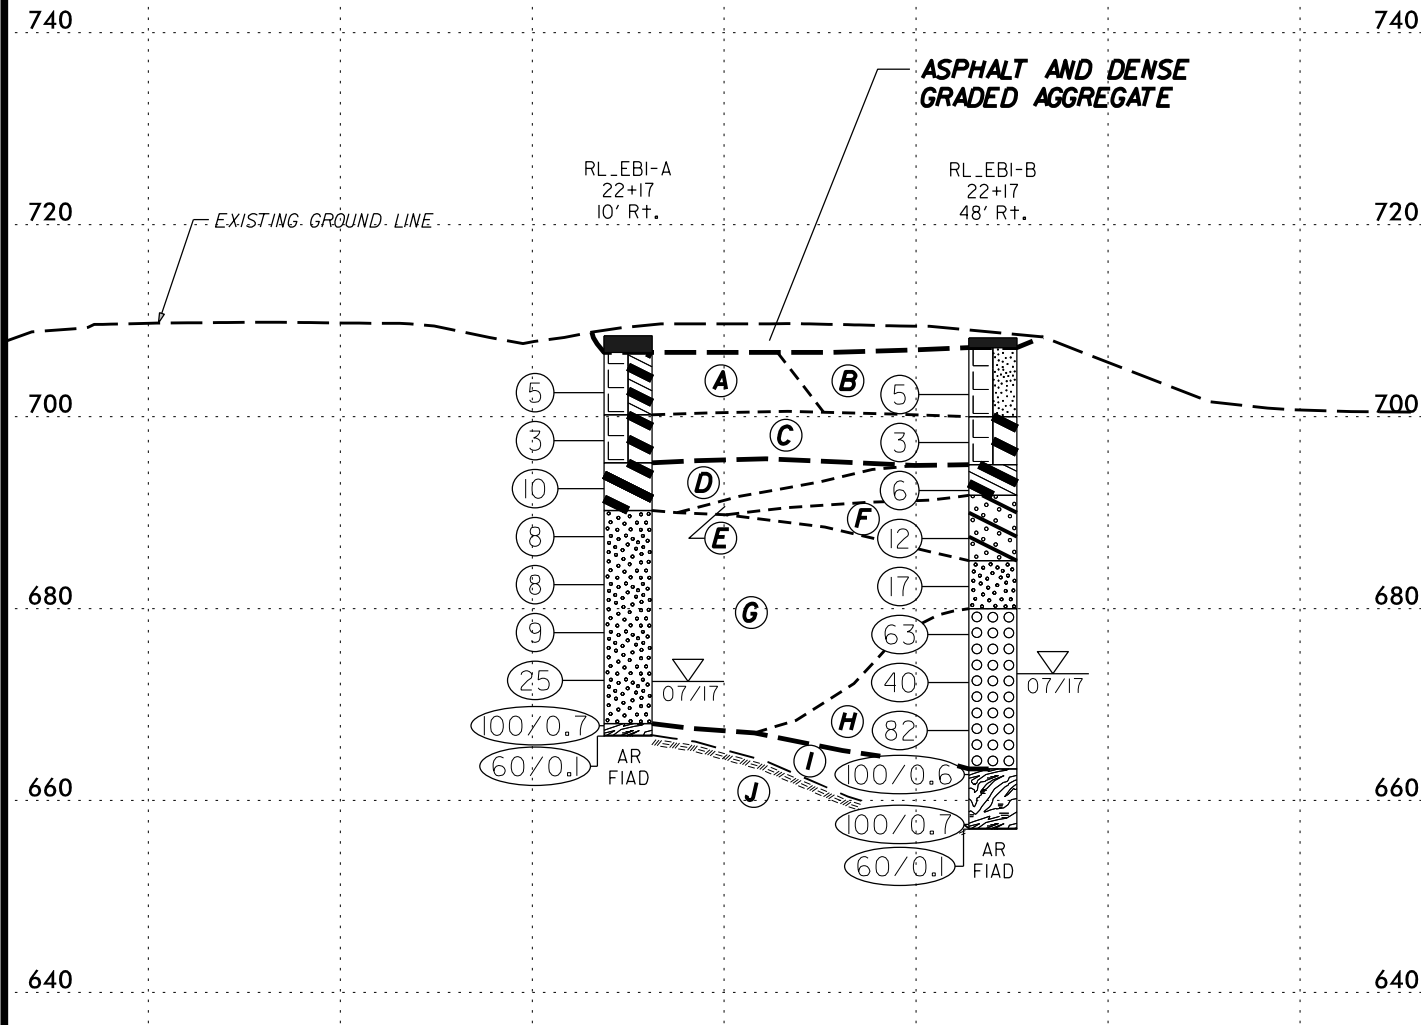 740
740
ASPHALT AND DENSE
GRADED AGGREGATE
RL_EBI-A
22+17
10' Rt.
RL_EBI-B
22+17
48' Rt.
720
EXISTING GROUND LINE
720
A
B
5
5
700
700
3
C
3
10
D
6
8
E
F
12
8
17
680
680
9
G
63
25
07/17
40
07/17
100/0.7
H
82
60/0.1
AR
FIAD
I
100/0.6
J
660
660
100/0.7
60/0.1
AR
FIAD
640
640